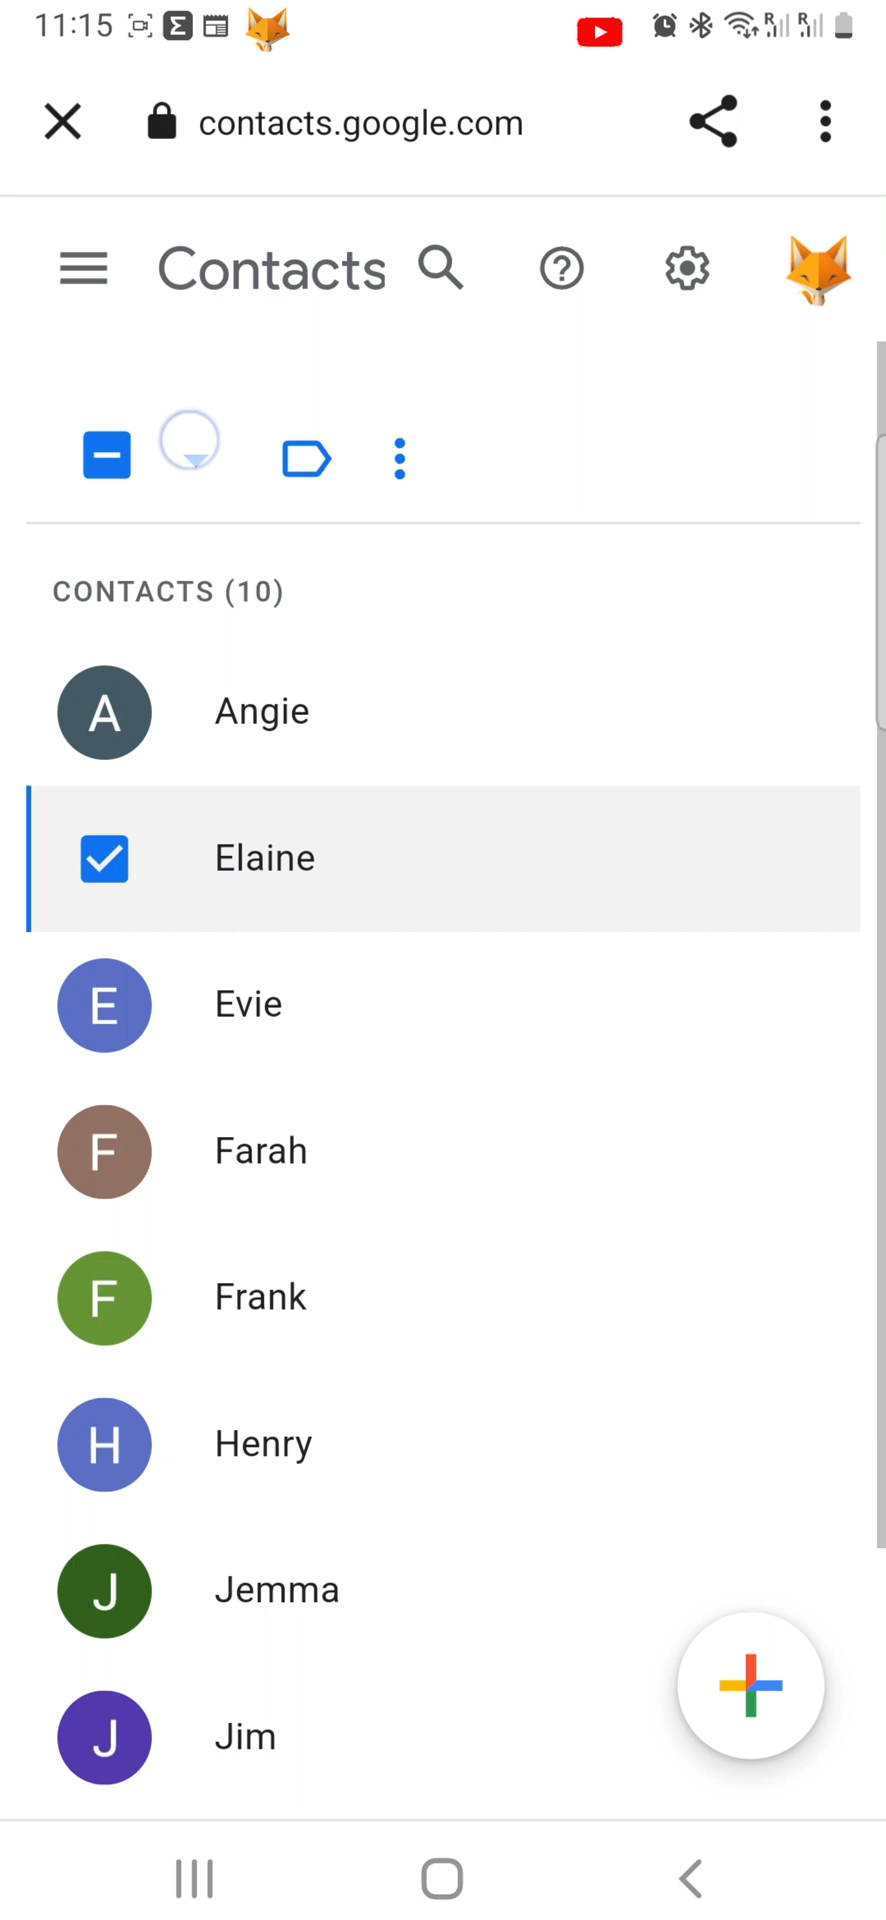 11:15
contacts.google.com
Contacts
CONTACTS (10)
A Angie
Elaine
E Evie
F Farah
F Frank
H Henry
J Jemma
J Jim